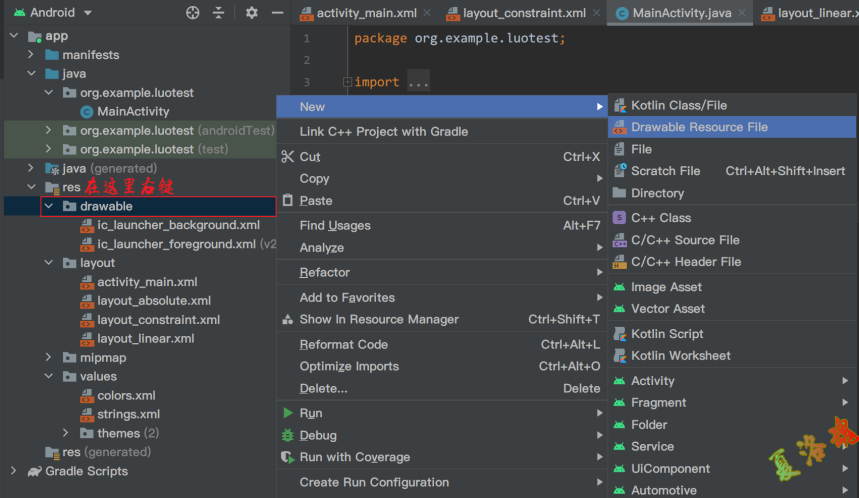 Android
activity_main.xml
layout_constraint.xml
MainActivity.java
layout_linear.x
app
manifests
java
org.example.luotest
MainActivity
org.example.luotest (androidTest)
org.example.luotest (test)
java (generated)
res 在这里右键
drawable
ic_launcher_background.xml
ic_launcher_foreground.xml (v2
layout
activity_main.xml
layout_absolute.xml
layout_constraint.xml
layout_linear.xml
mipmap
values
colors.xml
strings.xml
themes (2)
res (generated)
Gradle Scripts
1 package org.example.luotest;
2
3 import ...
New
Link C++ Project with Gradle
Cut Ctrl+X
Copy
Paste Ctrl+V
Find Usages Alt+F7
Analyze
Refactor
Add to Favorites
Show In Resource Manager Ctrl+Shift+T
Reformat Code Ctrl+Alt+L
Optimize Imports Ctrl+Alt+O
Delete... Delete
Run
Debug
Run with Coverage
Create Run Configuration
Kotlin Class/File
Drawable Resource File
File
Scratch File Ctrl+Alt+Shift+Insert
Directory
C++ Class
C/C++ Source File
C/C++ Header File
Image Asset
Vector Asset
Kotlin Script
Kotlin Worksheet
Activity
Fragment
Folder
Service
UiComponent
Automotive